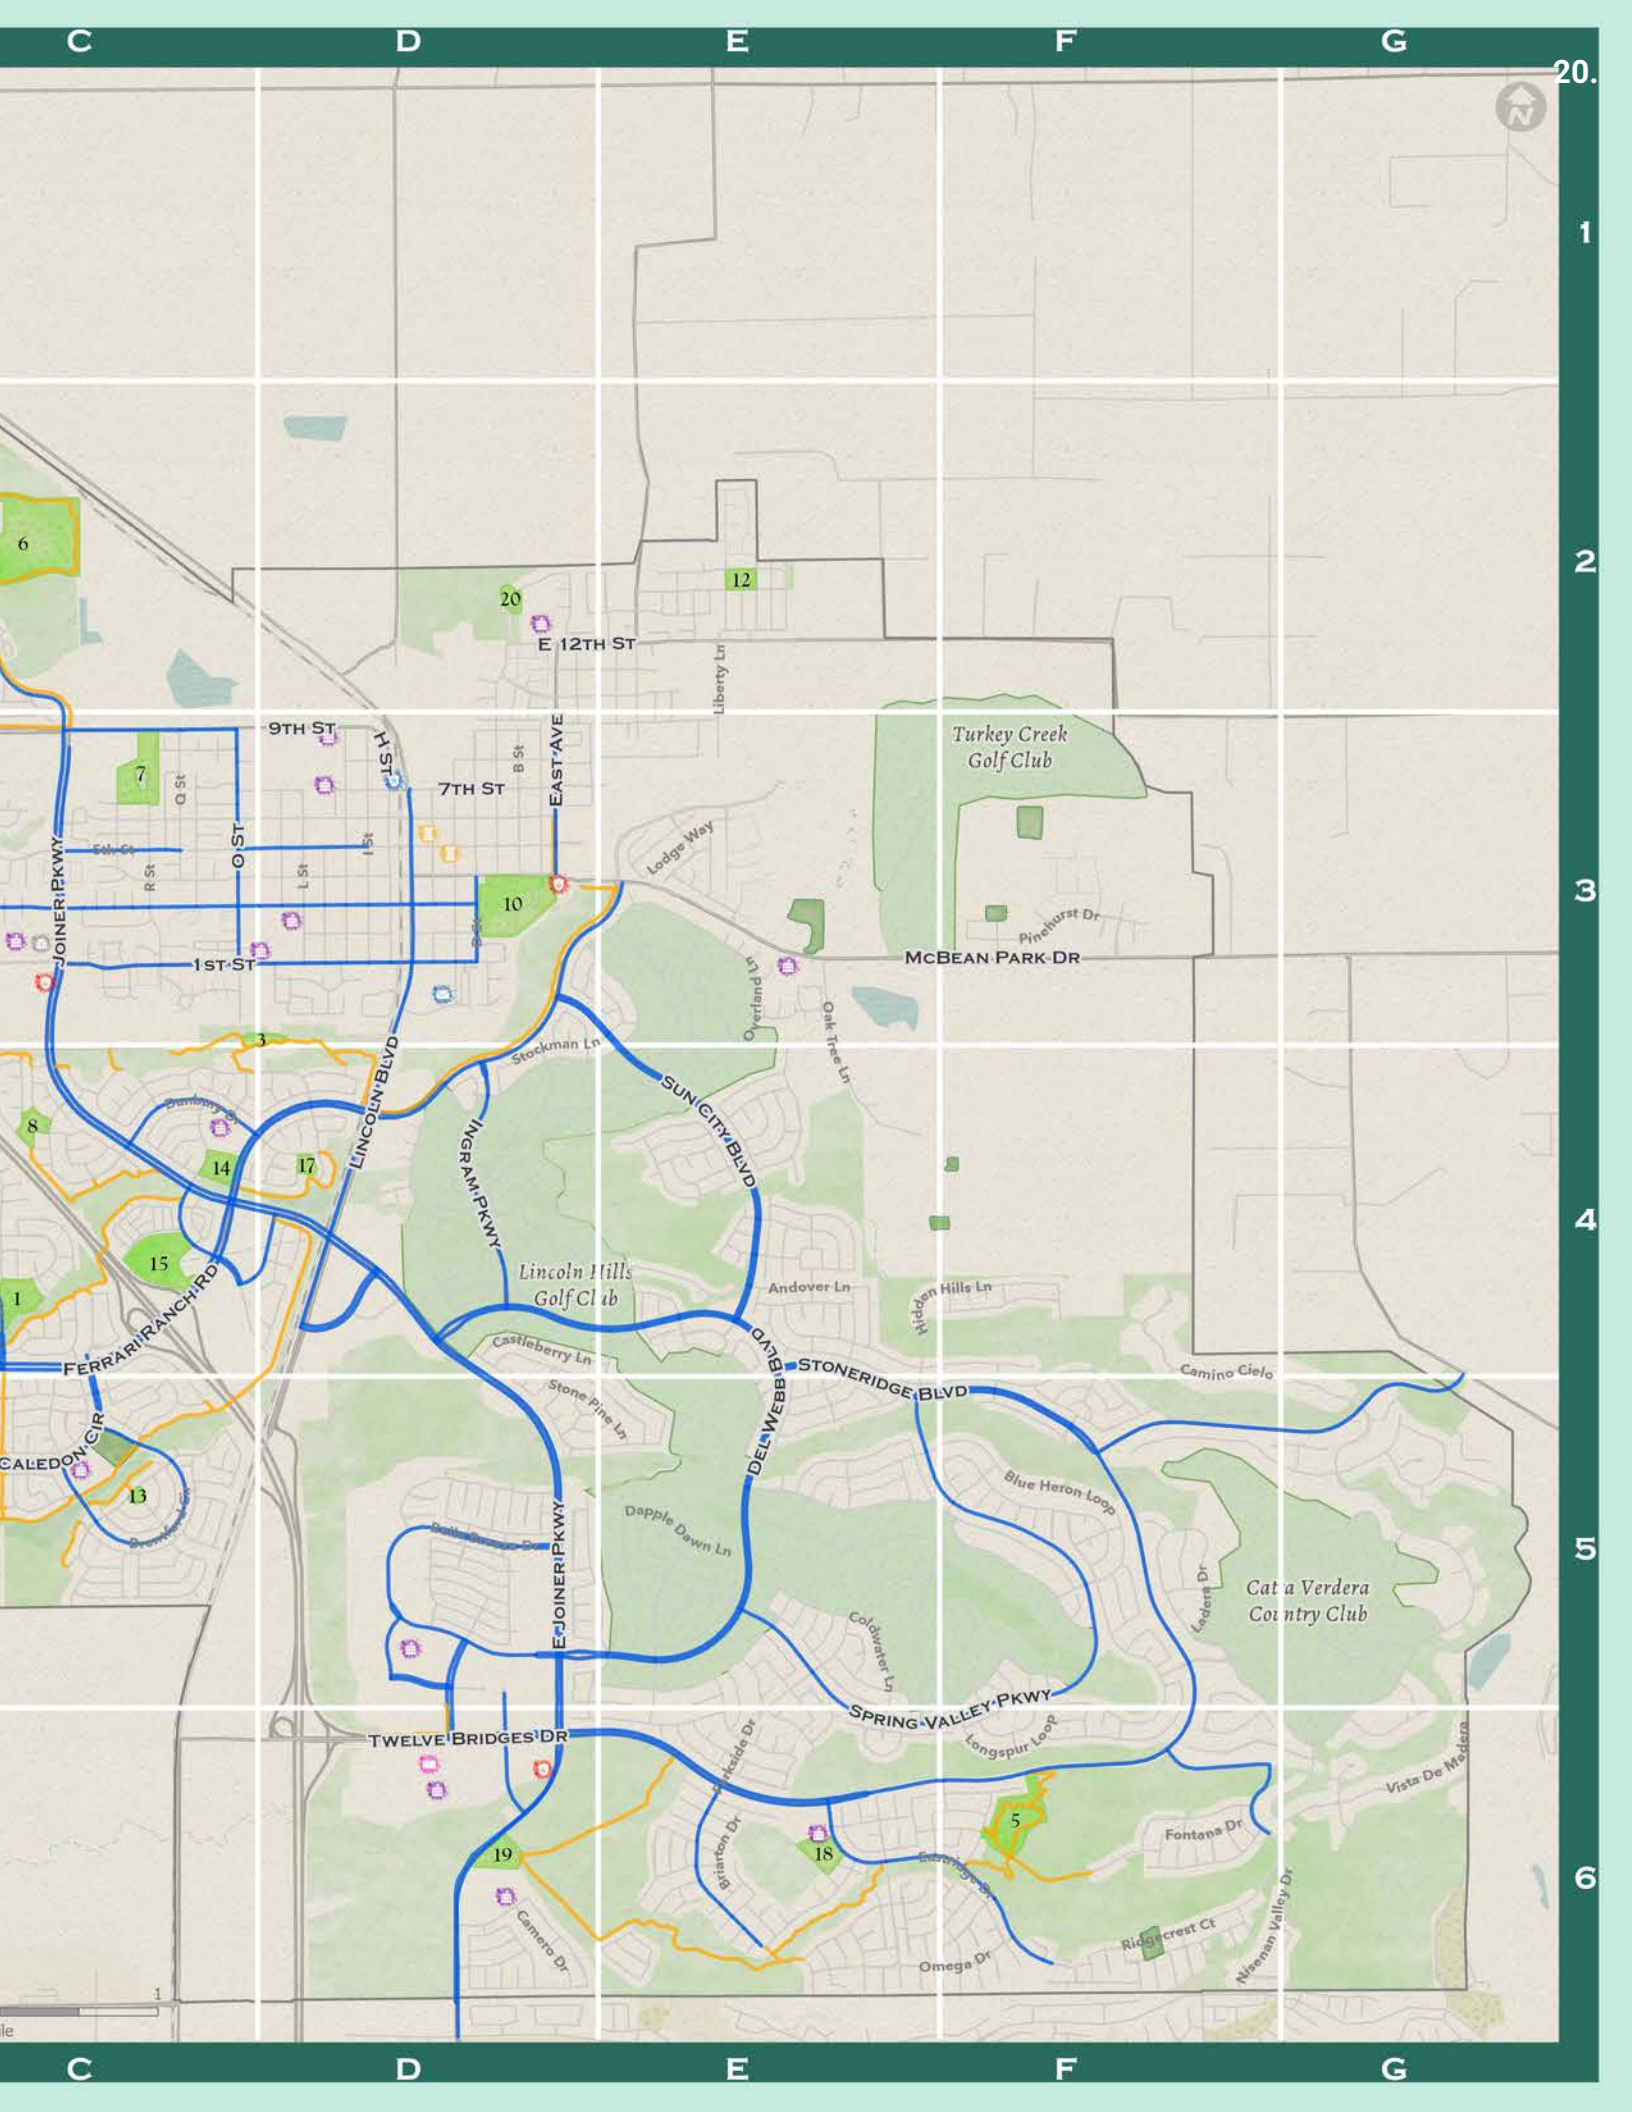 C D E F G
20.
N
1
6
2
20
12
E 12TH ST
Liberty Ln
9TH ST
H ST
Turkey Creek
Golf Club
7
Q St
B St
EAST AVE
7TH ST
O ST
5th St
I St
R St
L St
Lodge Way
JOINER PKWY
10
3
Pinehurst Dr
1ST ST
McBEAN PARK DR
Overland Ln
Oak Tree Ln
3
Stockman Ln
LINCOLN BLVD
SUN CITY BLVD
8
14
17
INGRAM PKWY
4
15
1
FERRARI RANCH RD
Lincoln Hills
Golf Club
Andover Ln
Hidden Hills Ln
Castleberry Ln
DEL WEBB BLVD
STONERIDGE BLVD
Camino Cielo
Stone Pine Ln
CALEDON CIR
13
Blue Heron Loop
Dapple Dawn Ln
5
E JOINER PKWY
Ladera Dr
Catta Verdera
Country Club
Coldwater Ln
SPRING VALLEY PKWY
Longspur Loop
TWELVE BRIDGES DR
Parkside Dr
Vista De Madera
5
Fontana Dr
Briarton Dr
18
19
Eastridge Dr
6
Camero Dr
Ridgecrest Ct
Nisenan Valley Dr
Omega Dr
1
ile
C D E F G